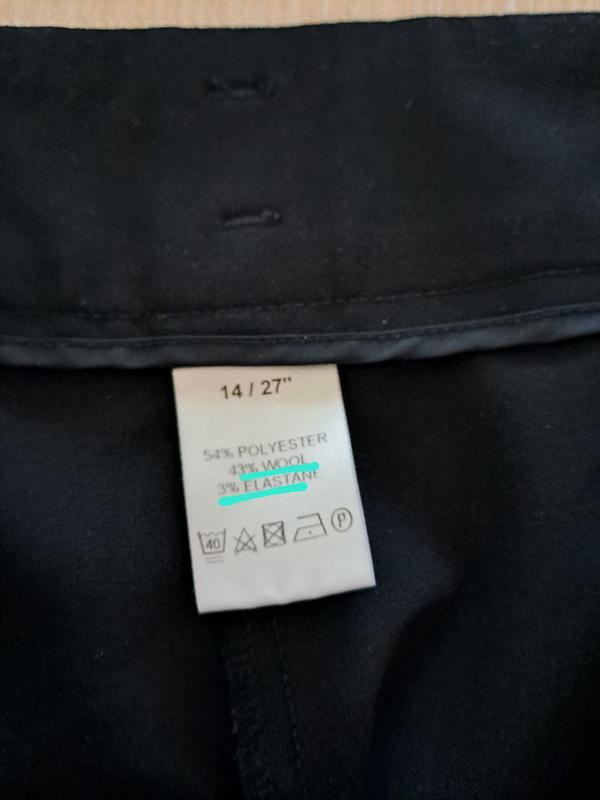 14 / 27"
54% POLYESTER
43% WOOL
3% ELASTANE
40
P